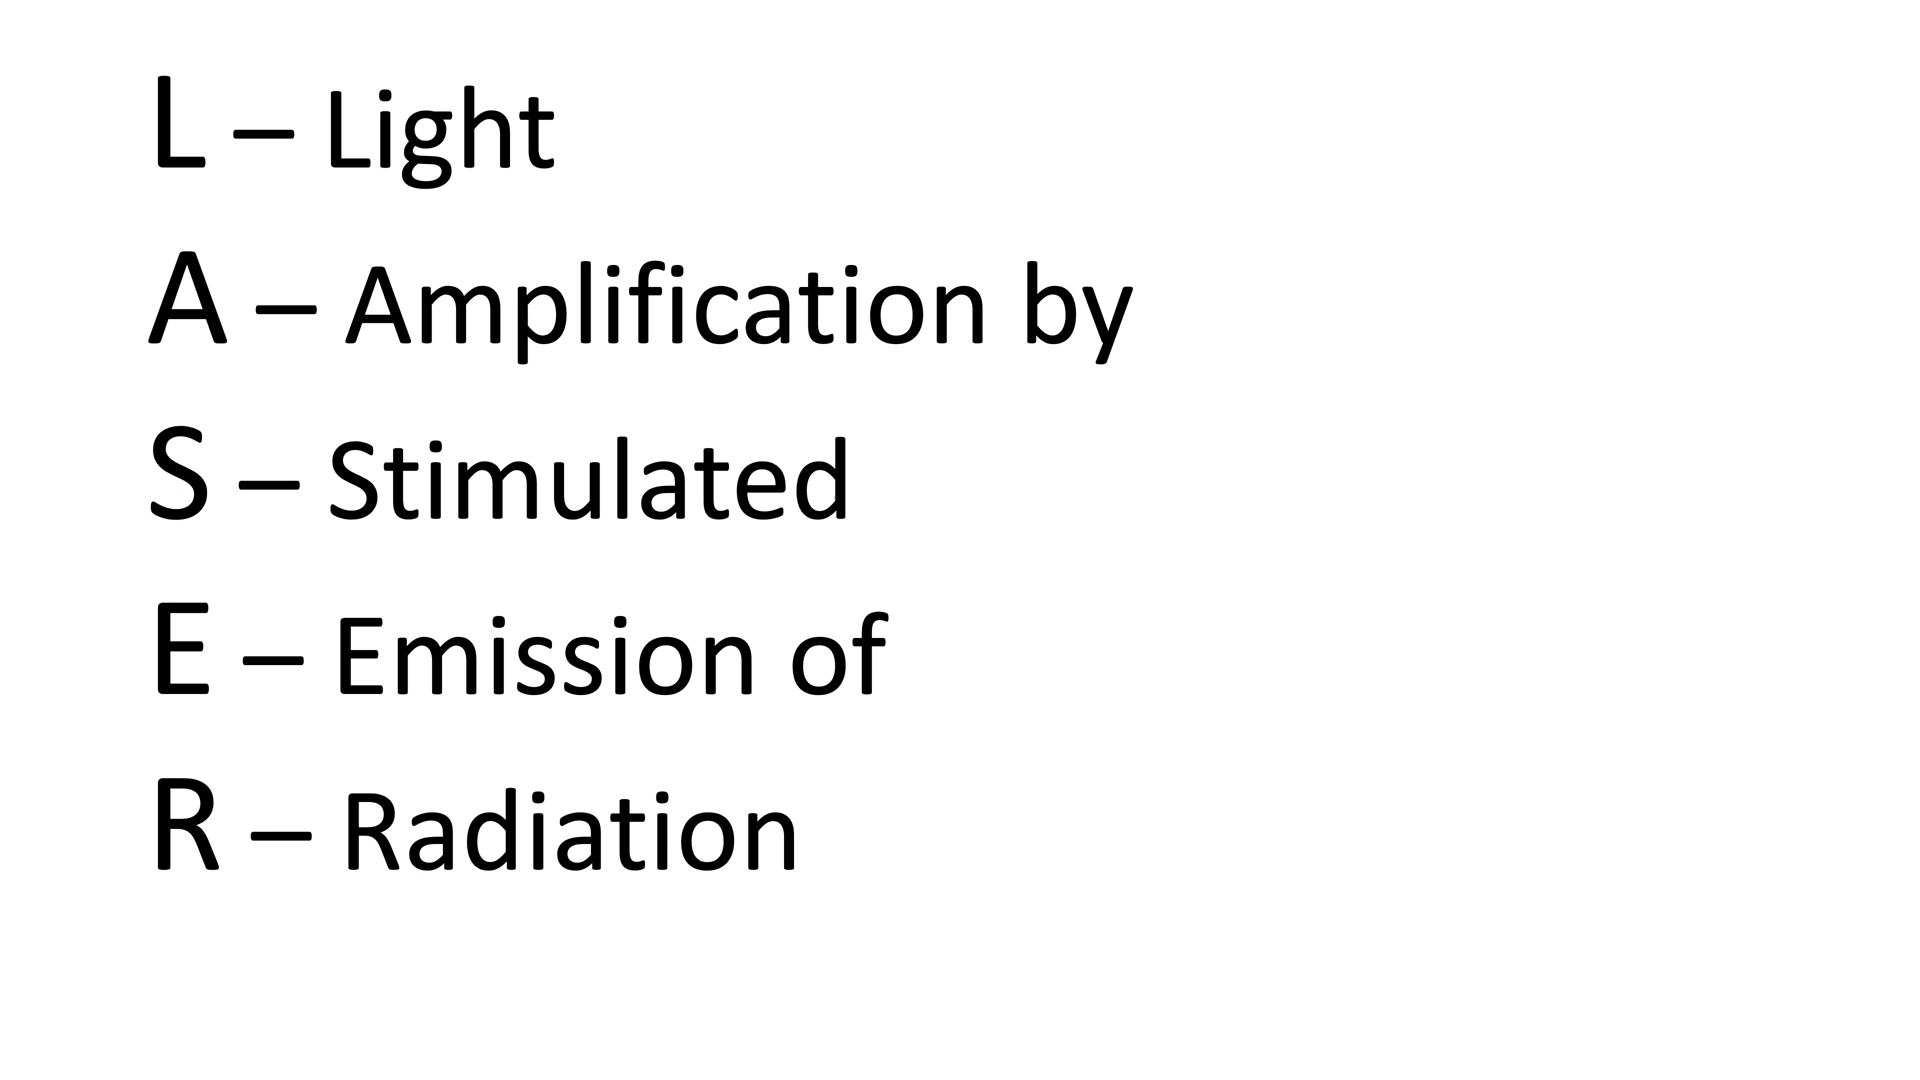 L – Light
A – Amplification by
S – Stimulated
E – Emission of
R – Radiation